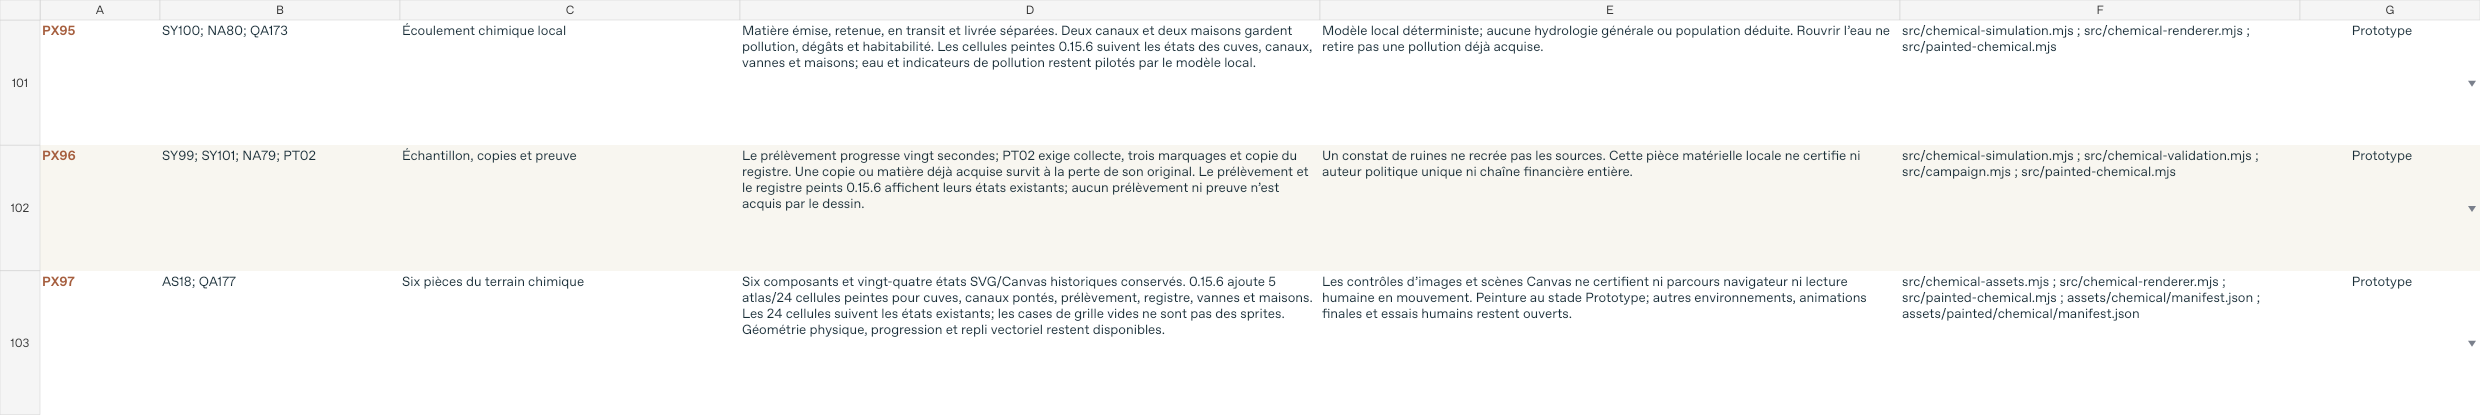 A B C D E F G
101
PX95
SY100; NA80; QA173
Écoulement chimique local
Matière émise, retenue, en transit et livrée séparées. Deux canaux et deux maisons gardent
pollution, dégâts et habitabilité. Les cellules peintes 0.15.6 suivent les états des cuves, canaux,
vannes et maisons; eau et indicateurs de pollution restent pilotés par le modèle local.
Modèle local déterministe; aucune hydrologie générale ou population déduite. Rouvrir l’eau ne
retire pas une pollution déjà acquise.
src/chemical-simulation.mjs ; src/chemical-renderer.mjs ;
src/painted-chemical.mjs
Prototype
102
PX96
SY99; SY101; NA79; PT02
Échantillon, copies et preuve
Le prélèvement progresse vingt secondes; PT02 exige collecte, trois marquages et copie du
registre. Une copie ou matière déjà acquise survit à la perte de son original. Le prélèvement et
le registre peints 0.15.6 affichent leurs états existants; aucun prélèvement ni preuve n’est
acquis par le dessin.
Un constat de ruines ne recrée pas les sources. Cette pièce matérielle locale ne certifie ni
auteur politique unique ni chaîne financière entière.
src/chemical-simulation.mjs ; src/chemical-validation.mjs ;
src/campaign.mjs ; src/painted-chemical.mjs
Prototype
103
PX97
AS18; QA177
Six pièces du terrain chimique
Six composants et vingt-quatre états SVG/Canvas historiques conservés. 0.15.6 ajoute 5
atlas/24 cellules peintes pour cuves, canaux pontés, prélèvement, registre, vannes et maisons.
Les 24 cellules suivent les états existants; les cases de grille vides ne sont pas des sprites.
Géométrie physique, progression et repli vectoriel restent disponibles.
Les contrôles d’images et scènes Canvas ne certifient ni parcours navigateur ni lecture
humaine en mouvement. Peinture au stade Prototype; autres environnements, animations
finales et essais humains restent ouverts.
src/chemical-assets.mjs ; src/chemical-renderer.mjs ;
src/painted-chemical.mjs ; assets/chemical/manifest.json ;
assets/painted/chemical/manifest.json
Prototype